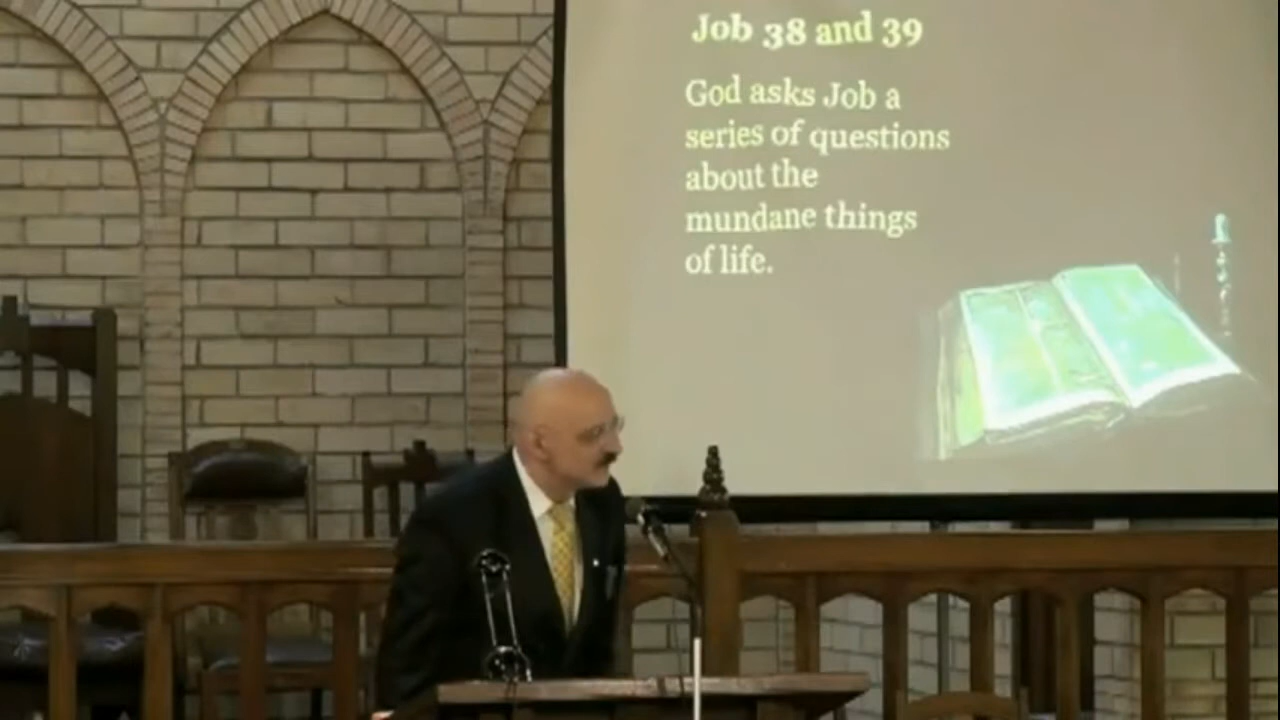 Job 38 and 39
God asks Job a
series of questions
about the
mundane things
of life.